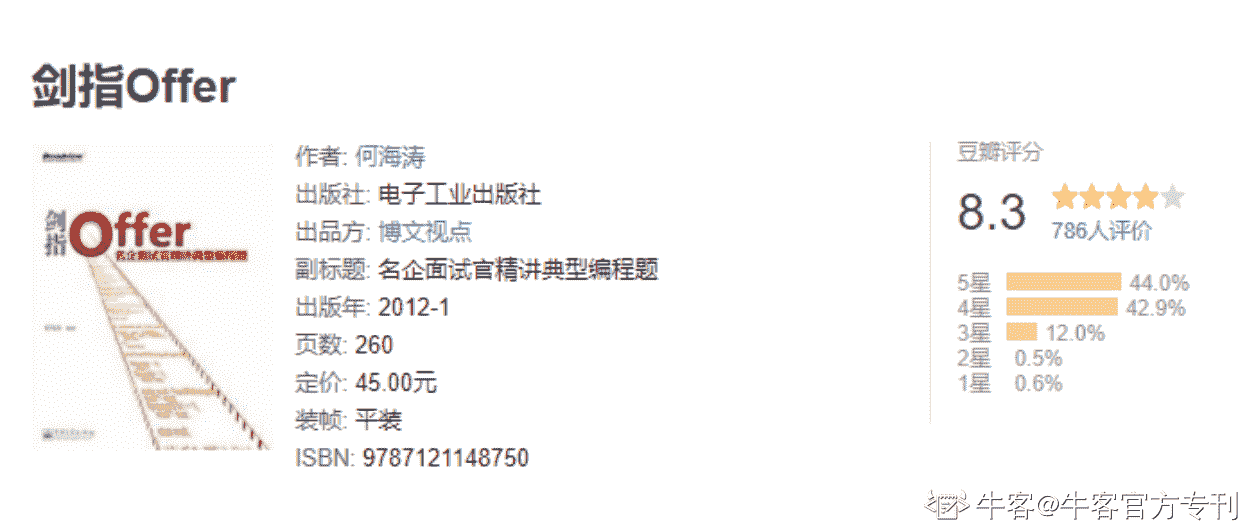 剑指Offer
剑指
Offer
名企面试官精讲典型编程题
作者: 何海涛
出版社: 电子工业出版社
出品方: 博文视点
副标题: 名企面试官精讲典型编程题
出版年: 2012-1
页数: 260
定价: 45.00元
装帧: 平装
ISBN: 9787121148750
豆瓣评分
8.3
786人评价
5星 44.0%
4星 42.9%
3星 12.0%
2星 0.5%
1星 0.6%
牛客@牛客官方专刊